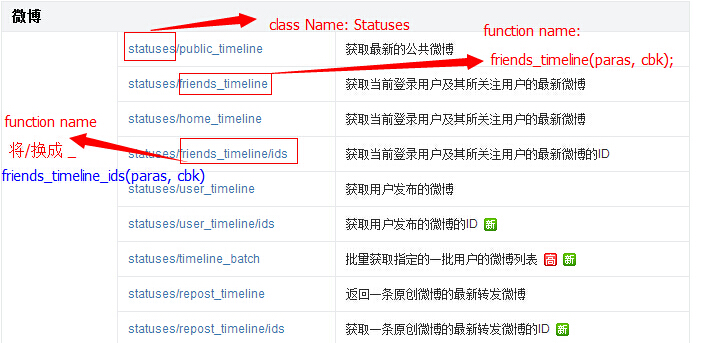 微博
class Name: Statuses
function name:
statuses/public_timeline 获取最新的公共微博
friends_timeline(paras, cbk);
statuses/friends_timeline 获取当前登录用户及其所关注用户的最新微博
function name
statuses/home_timeline 获取当前登录用户及其所关注用户的最新微博
将/换成 _
statuses/friends_timeline/ids 获取当前登录用户及其所关注用户的最新微博的ID
friends_timeline_ids(paras, cbk)
statuses/user_timeline 获取用户发布的微博
statuses/user_timeline/ids 获取用户发布的微博的ID 新
statuses/timeline_batch 批量获取指定的一批用户的微博列表 高 新
statuses/repost_timeline 返回一条原创微博的最新转发微博
statuses/repost_timeline/ids 获取一条原创微博的最新转发微博的ID 新